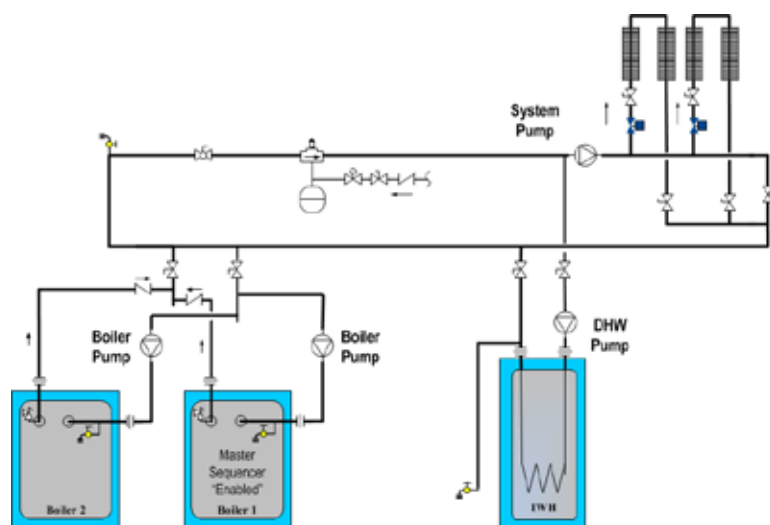 System
Pump
Boiler
Pump
Boiler
Pump
DHW
Pump
Master
Sequencer
"Enabled"
Boiler 2
Boiler 1
IWH